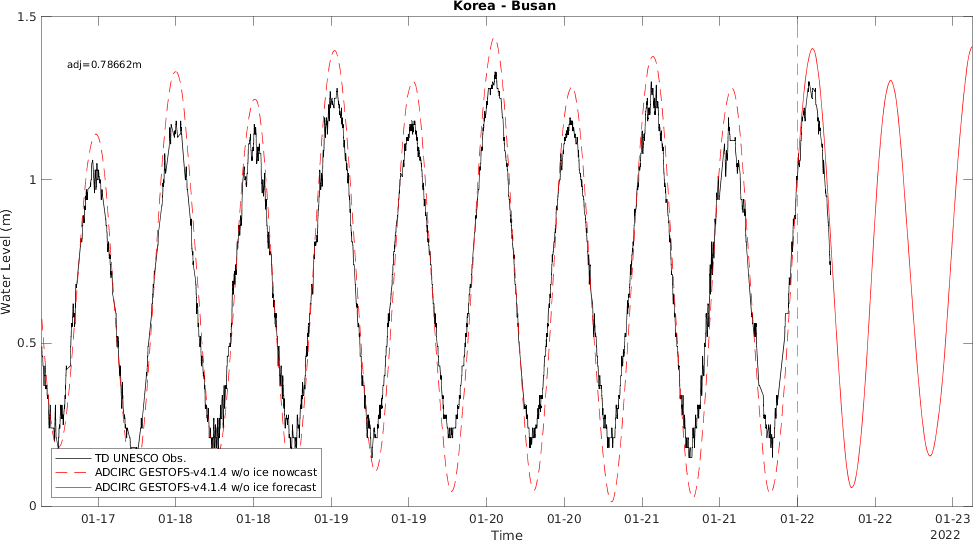 Korea - Busan
1.5
adj=0.78662m
1
Water Level (m)
0.5
TD UNESCO Obs.
ADCIRC GESTOFS-v4.1.4 w/o ice nowcast
ADCIRC GESTOFS-v4.1.4 w/o ice forecast
0
01-17 01-18 01-18 01-19 01-19 01-20 01-20 01-21 01-21 01-22 01-22 01-23
Time 2022